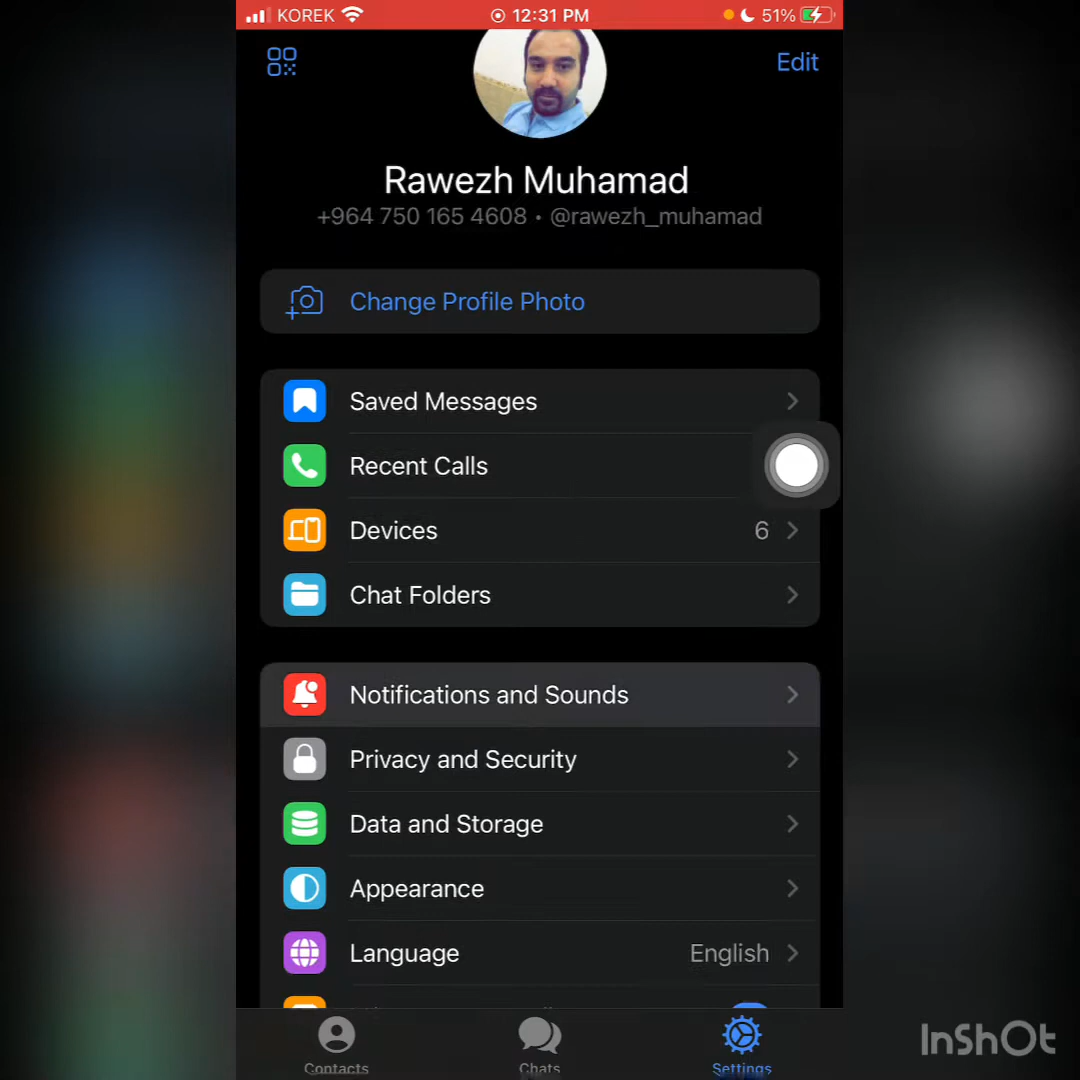 KOREK 12:31 PM 51%
Edit
Rawezh Muhamad
+964 750 165 4608 • @rawezh_muhamad
Change Profile Photo
Saved Messages
Recent Calls
Devices 6
Chat Folders
Notifications and Sounds
Privacy and Security
Data and Storage
Appearance
Language English
Contacts Chats Settings
InShOt